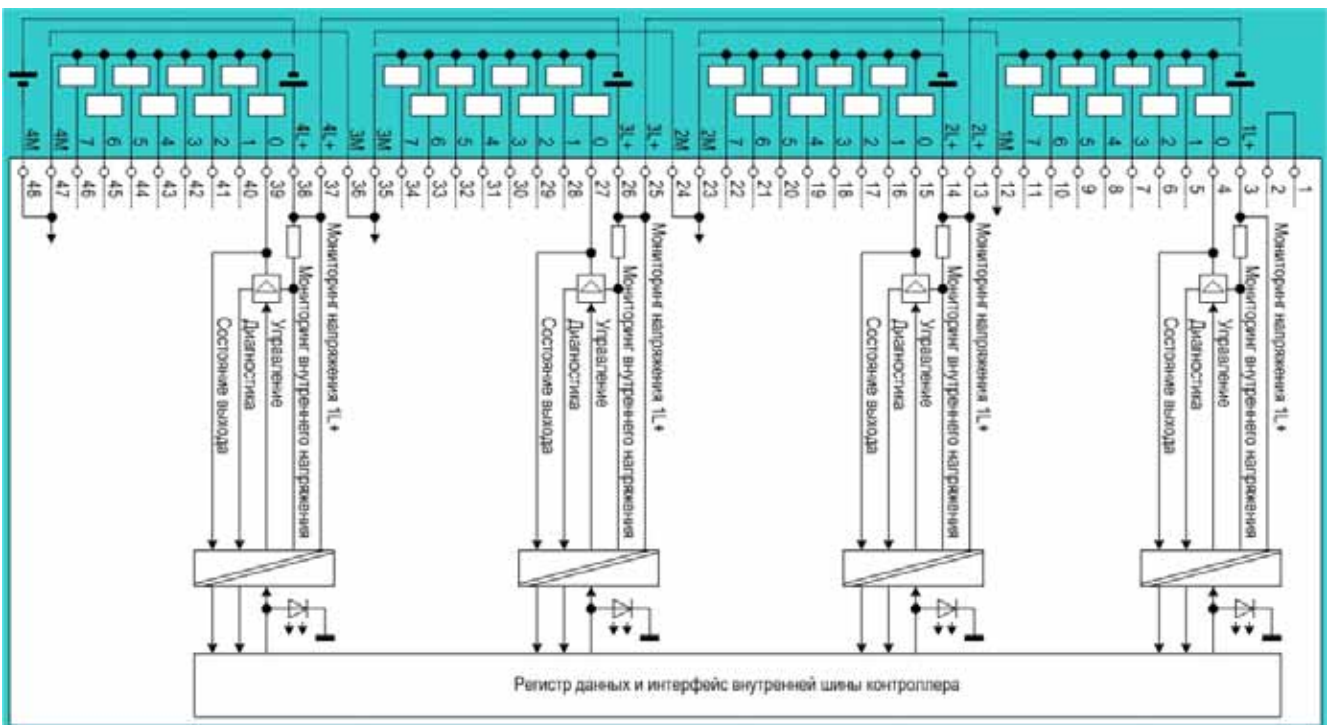 4M 4M 7 6 5 4 3 2 1 0 4L+ 4L+ 3M 3M 7 6 5 4 3 2 1 0 3L+ 3L+ 2M 2M 7 6 5 4 3 2 1 0 2L+ 2L+ 1M 7 6 5 4 3 2 1 0 1L+
48 47 46 45 44 43 42 41 40 39 38 37 36 35 34 33 32 31 30 29 28 27 26 25 24 23 22 21 20 19 18 17 16 15 14 13 12 11 10 9 8 7 6 5 4 3 2 1
Состояние выхода
Диагностика
Управление
Мониторинг внутреннего напряжения
Мониторинг напряжения 1L+
Состояние выхода
Диагностика
Управление
Мониторинг внутреннего напряжения
Мониторинг напряжения 1L+
Состояние выхода
Диагностика
Управление
Мониторинг внутреннего напряжения
Мониторинг напряжения 1L+
Состояние выхода
Диагностика
Управление
Мониторинг внутреннего напряжения
Мониторинг напряжения 1L+
Регистр данных и интерфейс внутренней шины контроллера